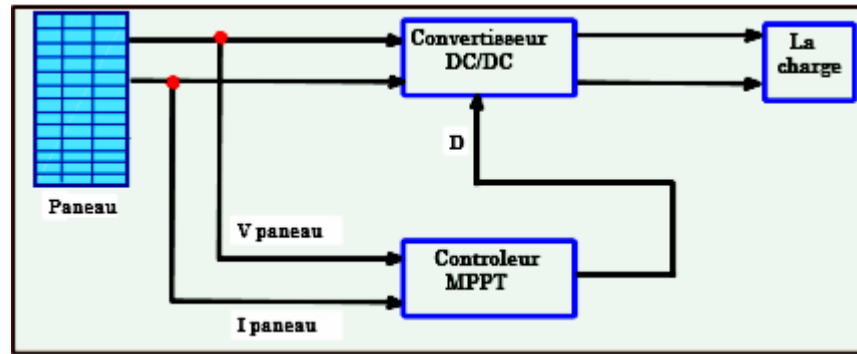 Convertisseur
DC/DC
La
charge
D
Paneau
V paneau
Controleur
MPPT
I paneau